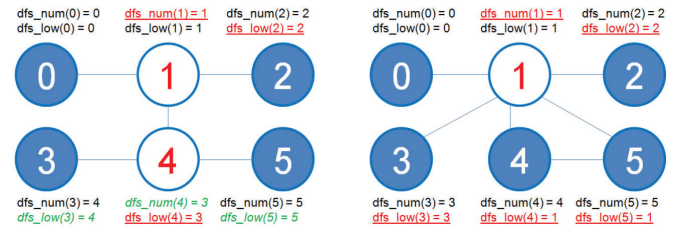 dfs_num(0) = 0 dfs_num(1) = 1 dfs_num(2) = 2
dfs_low(0) = 0 dfs_low(1) = 1 dfs_low(2) = 2
0 1 2
3 4 5
dfs_num(3) = 4 dfs_num(4) = 3 dfs_num(5) = 5
dfs_low(3) = 4 dfs_low(4) = 3 dfs_low(5) = 5
dfs_num(0) = 0 dfs_num(1) = 1 dfs_num(2) = 2
dfs_low(0) = 0 dfs_low(1) = 1 dfs_low(2) = 2
0 1 2
3 4 5
dfs_num(3) = 3 dfs_num(4) = 4 dfs_num(5) = 5
dfs_low(3) = 3 dfs_low(4) = 1 dfs_low(5) = 1